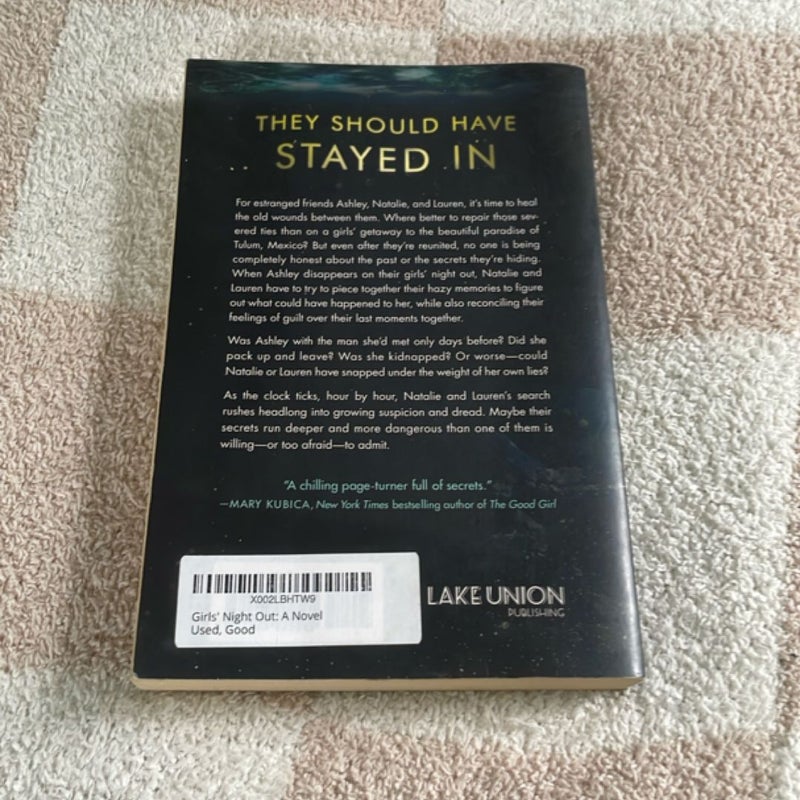 THEY SHOULD HAVE
STAYED IN
For estranged friends Ashley, Natalie, and Lauren, it's time to heal
the old wounds between them. Where better to repair those sev-
ered ties than on a girls' getaway to the beautiful paradise of
Tulum, Mexico? But even after they're reunited, no one is being
completely honest about the past or the secrets they're hiding.
When Ashley disappears on their girls' night out, Natalie and
Lauren have to try to piece together their hazy memories to figure
out what could have happened to her, while also reconciling their
feelings of guilt over their last moments together.
Was Ashley with the man she'd met only days before? Did she
pack up and leave? Was she kidnapped? Or worse—could
Natalie or Lauren have snapped under the weight of her own lies?
As the clock ticks, hour by hour, Natalie and Lauren's search
rushes headlong into growing suspicion and dread. Maybe their
secrets run deeper and more dangerous than one of them is
willing—or too afraid—to admit.
"A chilling page-turner full of secrets."
—MARY KUBICA, New York Times bestselling author of The Good Girl
X002LBHTW9
Girls' Night Out: A Novel
Used, Good
LAKE UNION
PUBLISHING